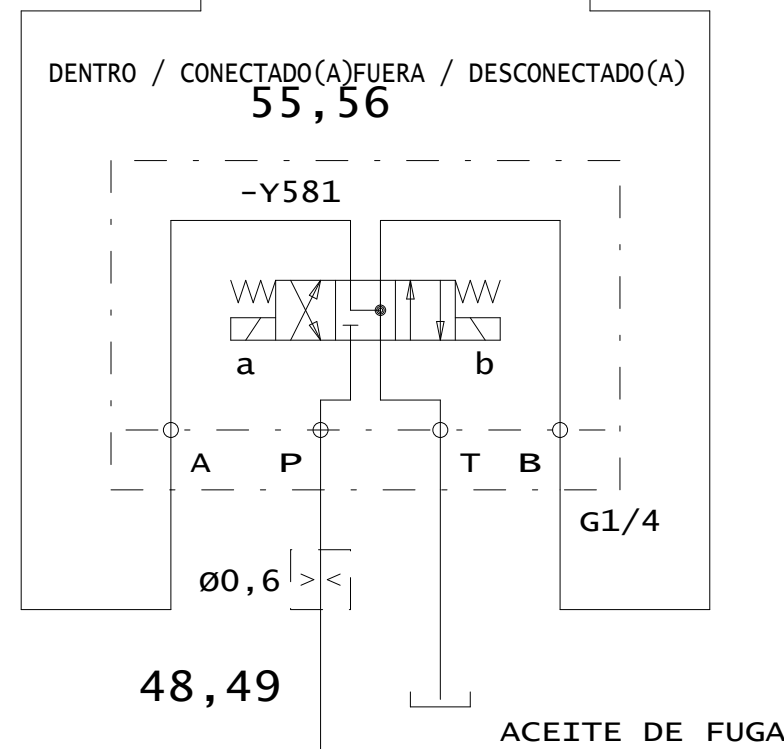 DENTRO / CONECTADO(A)FUERA / DESCONECTADO(A)
55,56
-Y581
a b
A P T B
G1/4
ø0,6 > <
48,49
ACEITE DE FUGA